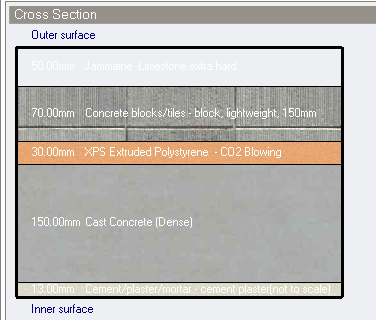 Cross Section
Outer surface
50.00mm Jammaine Limestone,extra hard
70.00mm Concrete blocks/tiles - block, lightweight, 150mm
30.00mm XPS Extruded Polystyrene - CO2 Blowing
150.00mm Cast Concrete (Dense)
13.00mm Cement/plaster/mortar - cement plaster(not to scale)
Inner surface